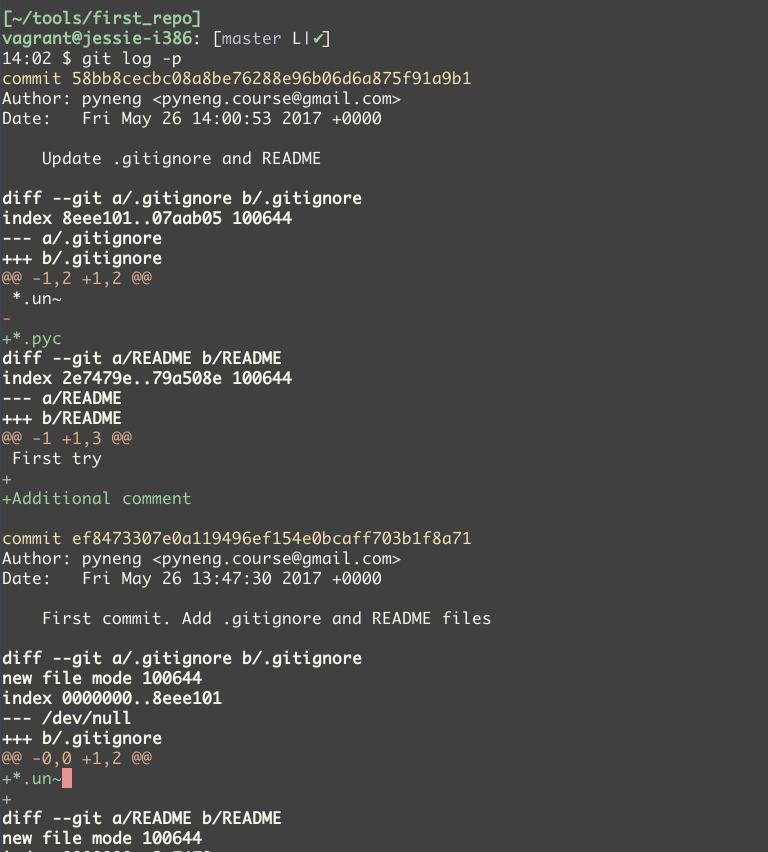 [~/tools/first_repo]
vagrant@jessie-i386: [master L|✔]
14:02 $ git log -p
commit 58bb8cecbc08a8be76288e96b06d6a875f91a9b1
Author: pyneng <pyneng.course@gmail.com>
Date:   Fri May 26 14:00:53 2017 +0000

    Update .gitignore and README

diff --git a/.gitignore b/.gitignore
index 8eee101..07aab05 100644
--- a/.gitignore
+++ b/.gitignore
@@ -1,2 +1,2 @@
 *.un~
-
+*.pyc
diff --git a/README b/README
index 2e7479e..79a508e 100644
--- a/README
+++ b/README
@@ -1 +1,3 @@
 First try
+
+Additional comment

commit ef8473307e0a119496ef154e0bcaff703b1f8a71
Author: pyneng <pyneng.course@gmail.com>
Date:   Fri May 26 13:47:30 2017 +0000

    First commit. Add .gitignore and README files

diff --git a/.gitignore b/.gitignore
new file mode 100644
index 0000000..8eee101
--- /dev/null
+++ b/.gitignore
@@ -0,0 +1,2 @@
+*.un~
+
diff --git a/README b/README
new file mode 100644